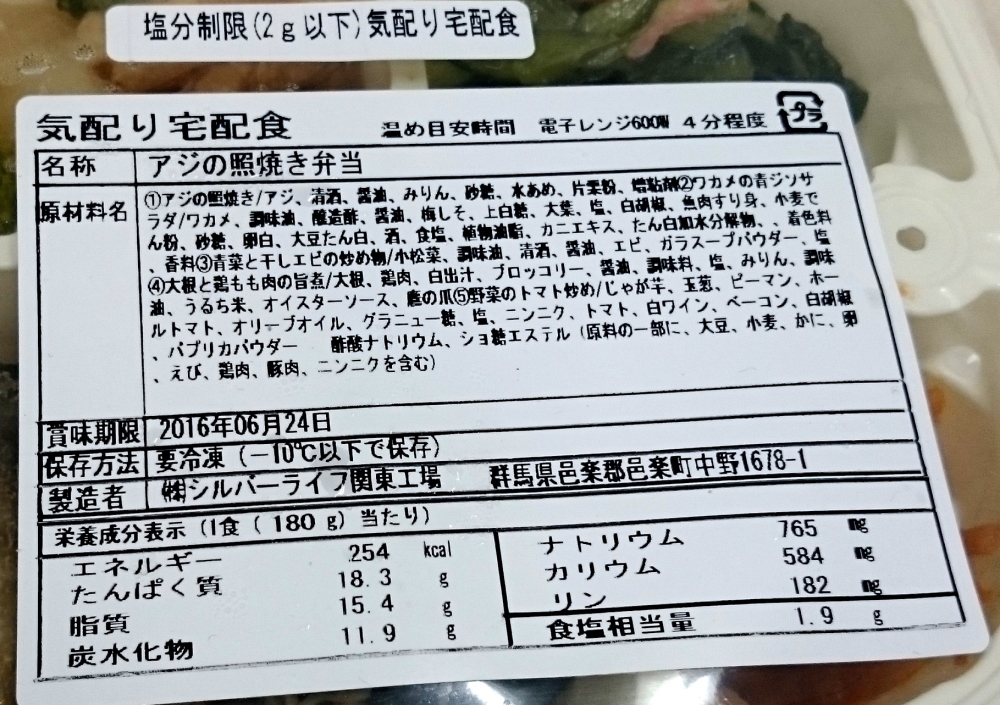 塩分制限(2g以下)気配り宅配食
気配り宅配食 温め目安時間 電子レンジ600W 4分程度 プラ
名称 アジの照焼き弁当
原材料名 ①アジの照焼き/アジ、清酒、醤油、みりん、砂糖、水あめ、片栗粉、増粘剤②ワカメの青ジソサ
ラダ/ワカメ、調味油、醸造酢、醤油、梅しそ、上白糖、大葉、塩、白胡椒、魚肉すり身、小麦で
ん粉、砂糖、卵白、大豆たん白、酒、食塩、植物油脂、カニエキス、たん白加水分解物、、着色料
、香料③青菜と干しエビの炒め物/小松菜、調味油、清酒、醤油、エビ、ガラスープパウダー、塩
④大根と鶏もも肉の旨煮/大根、鶏肉、白出汁、ブロッコリー、醤油、調味料、塩、みりん、調味
油、うるち米、オイスターソース、鷹の爪⑤野菜のトマト炒め/じゃが芋、玉葱、ピーマン、ホー
ルトマト、オリーブオイル、グラニュー糖、塩、ニンニク、トマト、白ワイン、ベーコン、白胡椒
、パプリカパウダー 酢酸ナトリウム、ショ糖エステル(原料の一部に、大豆、小麦、かに、卵
、えび、鶏肉、豚肉、ニンニクを含む)
賞味期限 2016年06月24日
保存方法 要冷凍(-10℃以下で保存)
製造者 ㈱シルバーライフ関東工場 群馬県邑楽郡邑楽町中野1678-1
栄養成分表示(1食(180g)当たり)
エネルギー 254 kcal
たんぱく質 18.3 g
脂質 15.4 g
炭水化物 11.9 g
ナトリウム 765 mg
カリウム 584 mg
リン 182 mg
食塩相当量 1.9 g